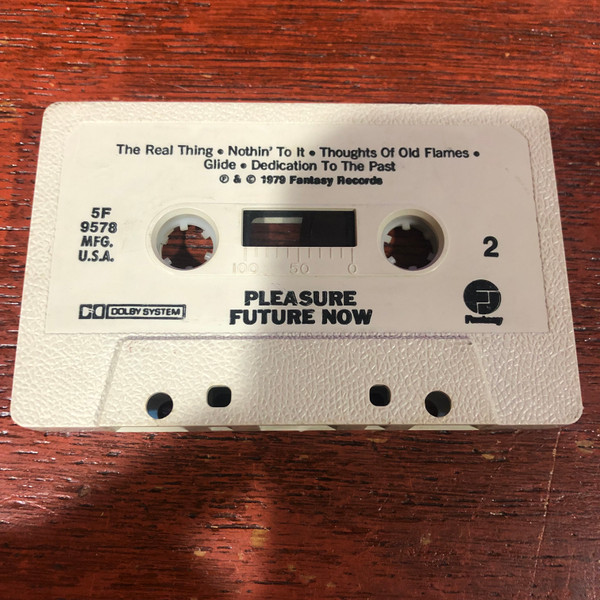 The Real Thing • Nothin' To It • Thoughts Of Old Flames •
Glide • Dedication To The Past
℗ & © 1979 Fantasy Records
5F
9578
MFG.
U.S.A.
2
100 50 0
DOLBY SYSTEM
PLEASURE
FUTURE NOW
Fantasy